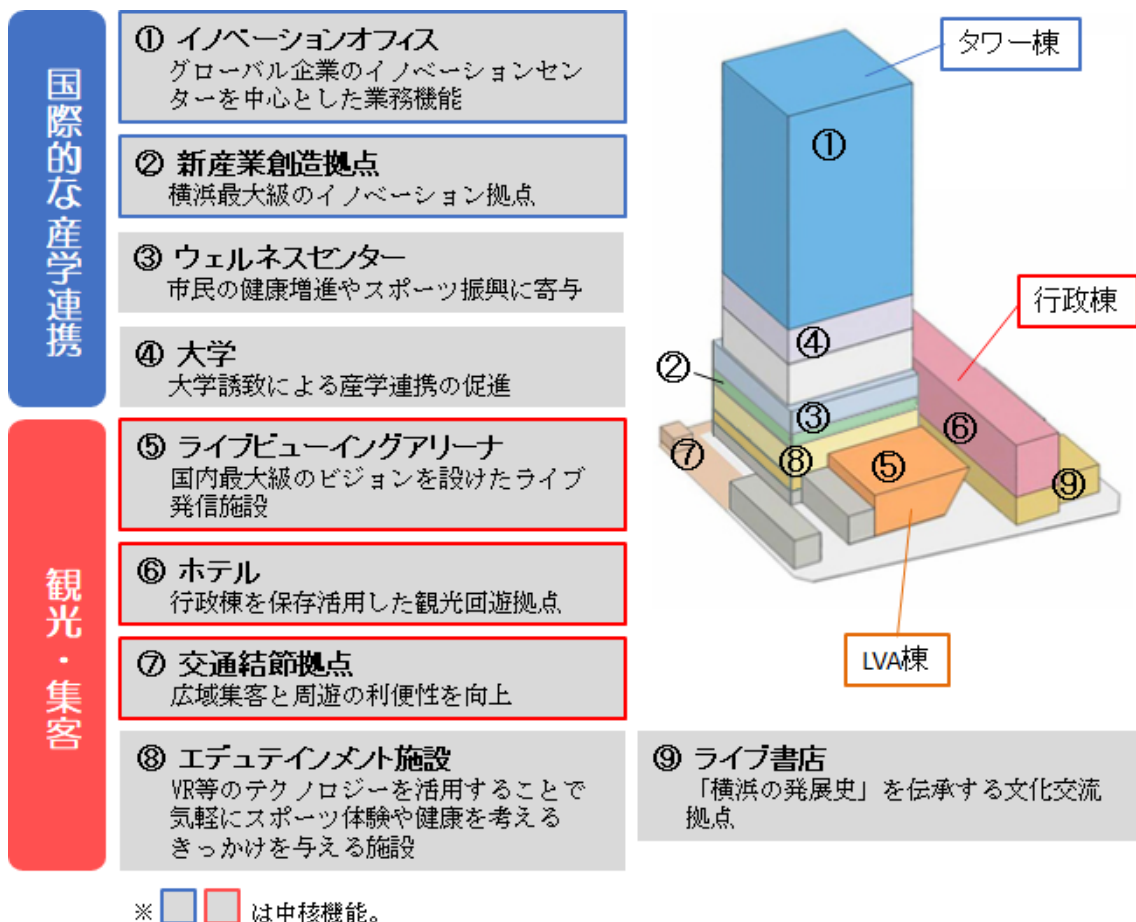 国際的な産学連携
① イノベーションオフィス
グローバル企業のイノベーションセン
ターを中心とした業務機能
② 新産業創造拠点
横浜最大級のイノベーション拠点
③ ウェルネスセンター
市民の健康増進やスポーツ振興に寄与
④ 大学
大学誘致による産学連携の促進
観光・集客
⑤ ライブビューイングアリーナ
国内最大級のビジョンを設けたライブ
発信施設
⑥ ホテル
行政棟を保存活用した観光回遊拠点
⑦ 交通結節拠点
広域集客と周遊の利便性を向上
⑧ エデュテインメント施設
VR等のテクノロジーを活用することで
気軽にスポーツ体験や健康を考える
きっかけを与える施設
⑨ ライブ書店
「横浜の発展史」を伝承する文化交流
拠点
※ は中核機能。
タワー棟
①
行政棟
④
②
③
⑥
⑦
⑧
⑤
⑨
LVA棟